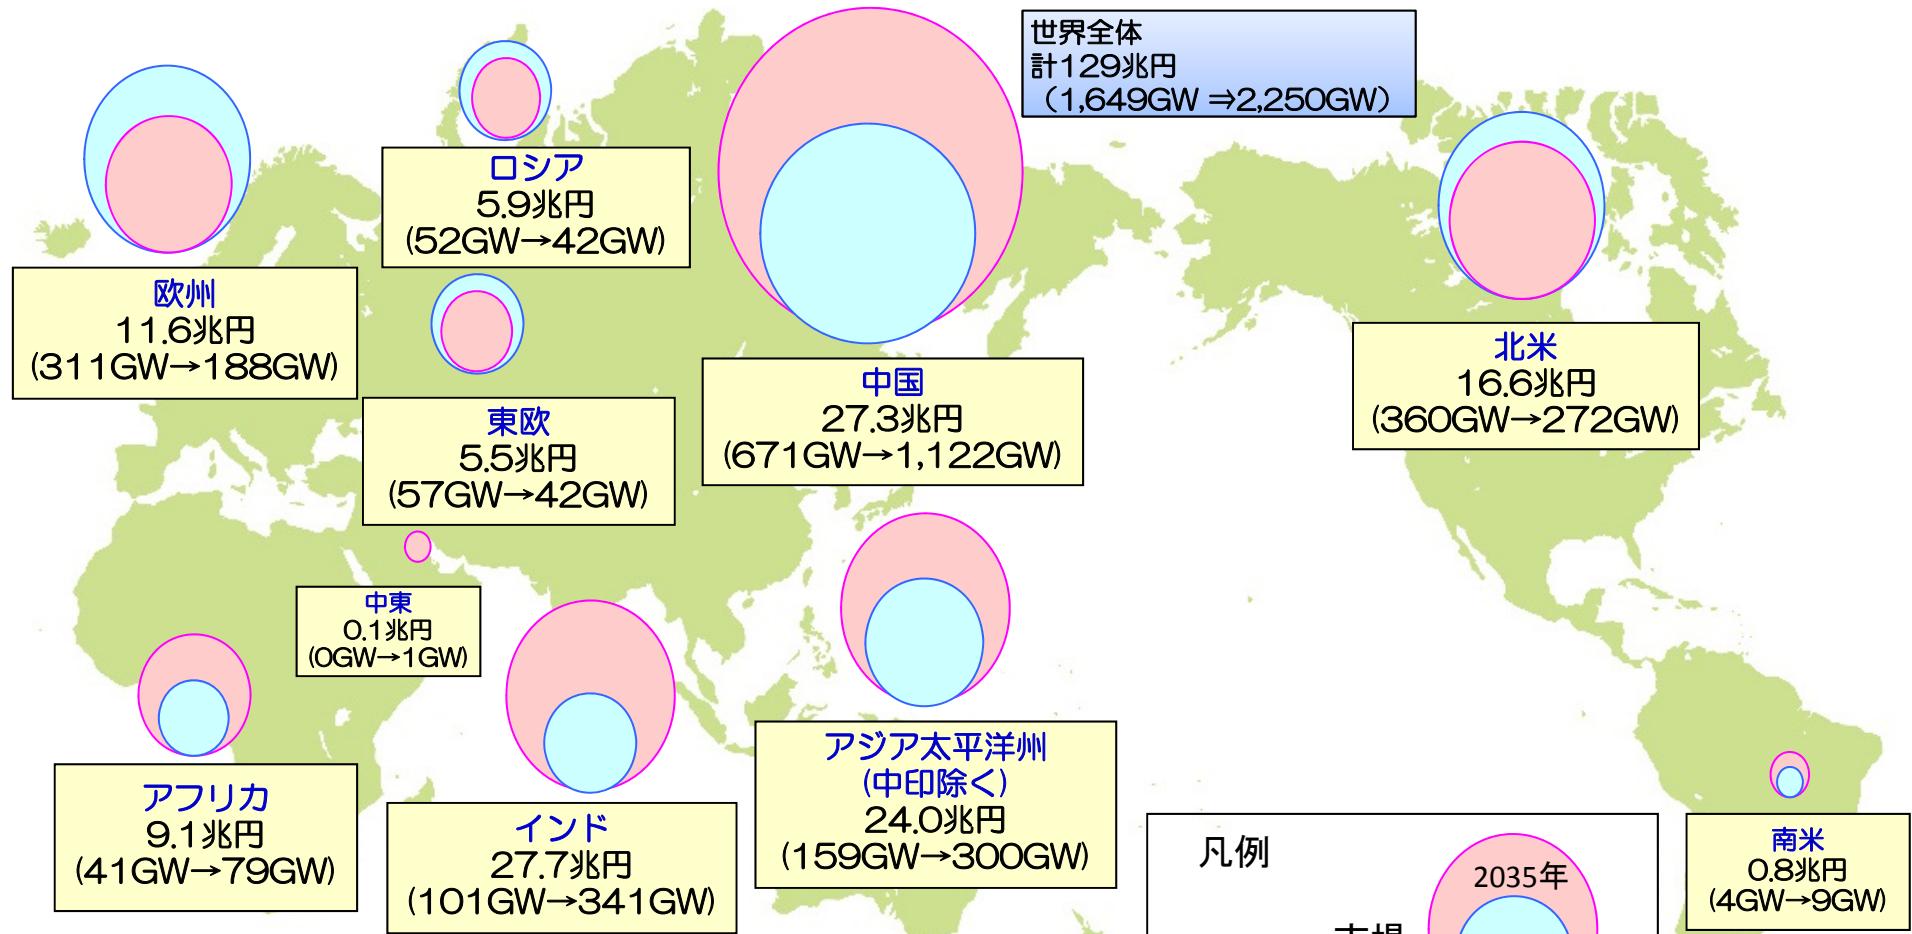 世界全体
計129兆円
（1,649GW ⇒2,250GW）
ロシア
5.9兆円
(52GW→42GW)
欧州
11.6兆円
(311GW→188GW)
東欧
5.5兆円
(57GW→42GW)
中国
27.3兆円
(671GW→1,122GW)
北米
16.6兆円
(360GW→272GW)
中東
0.1兆円
(0GW→1GW)
アフリカ
9.1兆円
(41GW→79GW)
インド
27.7兆円
(101GW→341GW)
アジア太平洋州
(中印除く)
24.0兆円
(159GW→300GW)
南米
0.8兆円
(4GW→9GW)
凡例
2035年